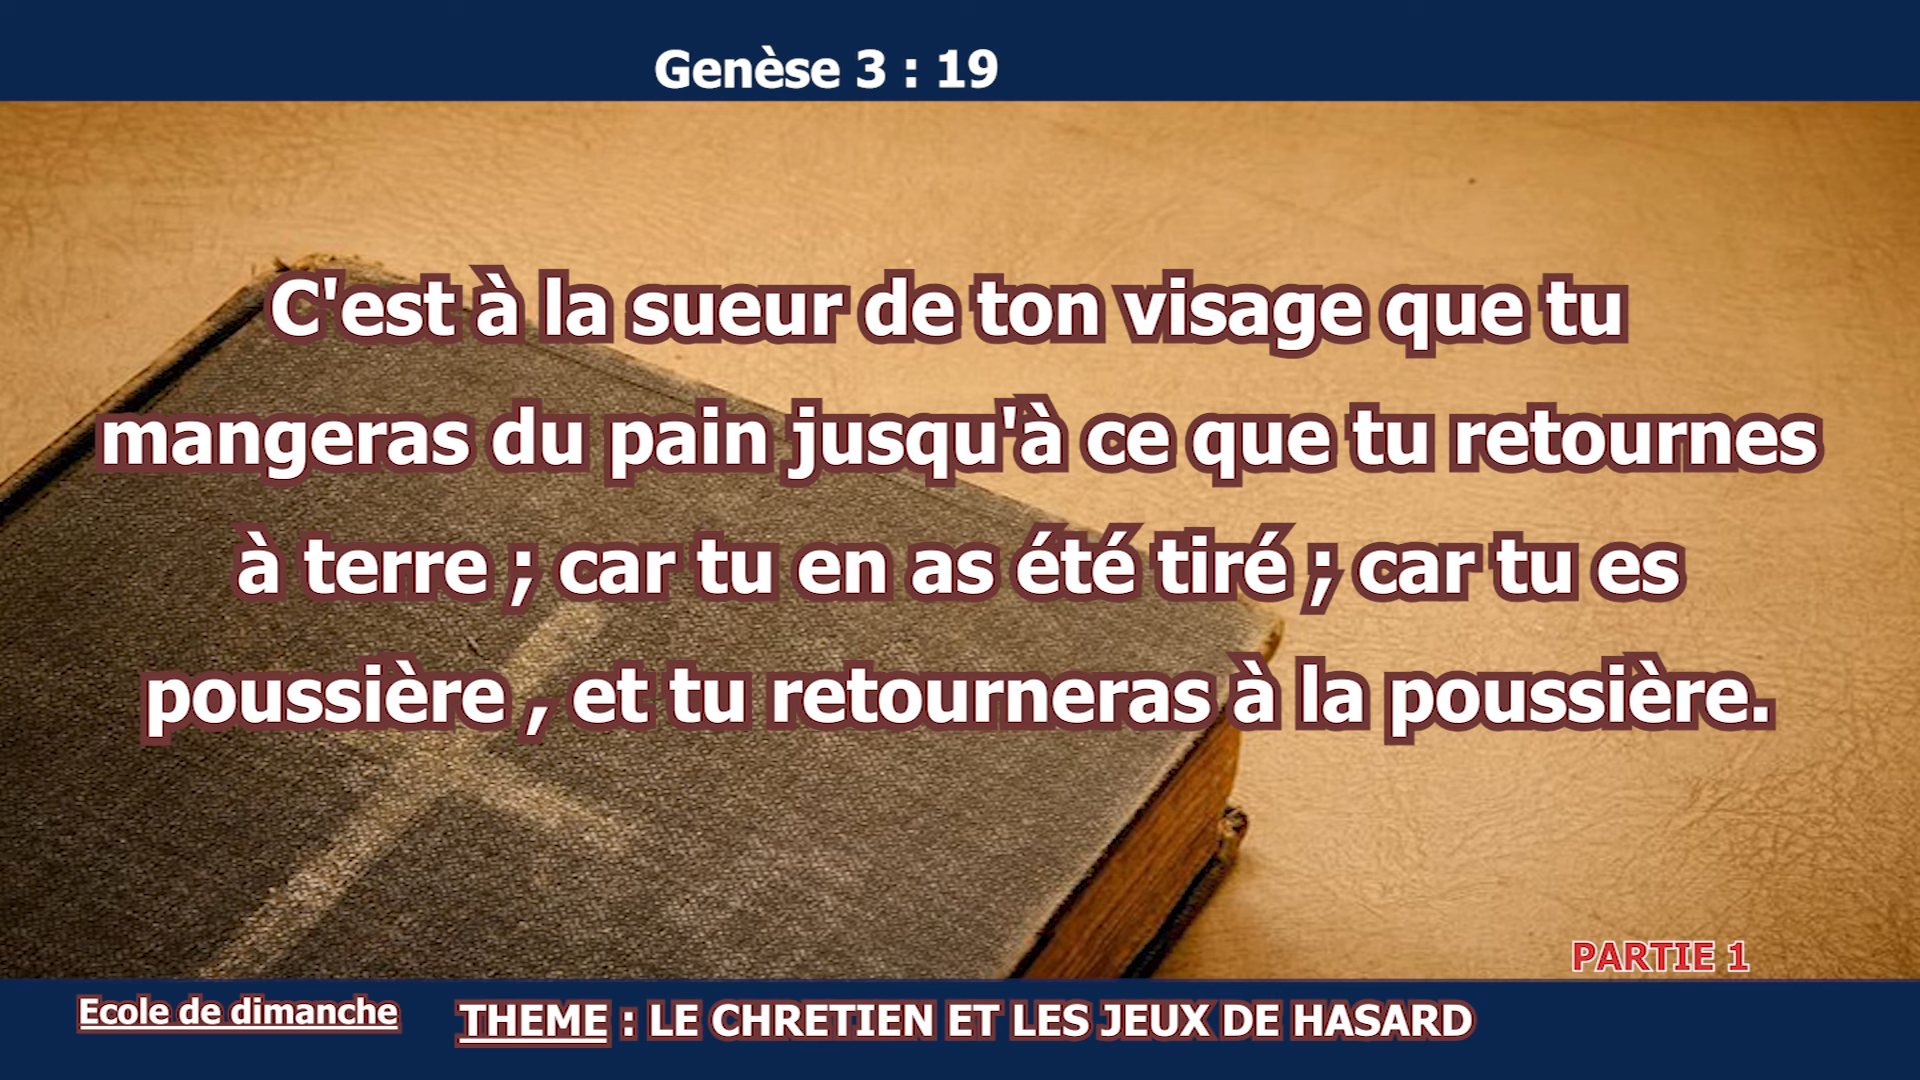 Genèse 3 : 19
C'est à la sueur de ton visage que tu
mangeras du pain jusqu'à ce que tu retournes
à terre ; car tu en as été tiré ; car tu es
poussière , et tu retourneras à la poussière.
PARTIE 1
Ecole de dimanche
THEME : LE CHRETIEN ET LES JEUX DE HASARD